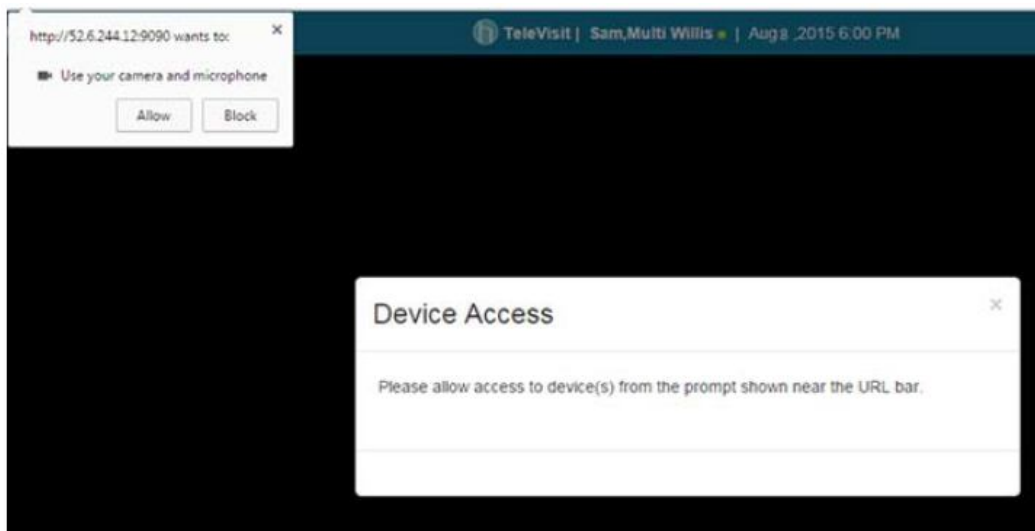 http://52.6.244.12:9090 wants to:
Use your camera and microphone
Allow Block
TeleVisit | Sam,Multi Willis | Aug 8 ,2015 6:00 PM
Device Access
Please allow access to device(s) from the prompt shown near the URL bar.